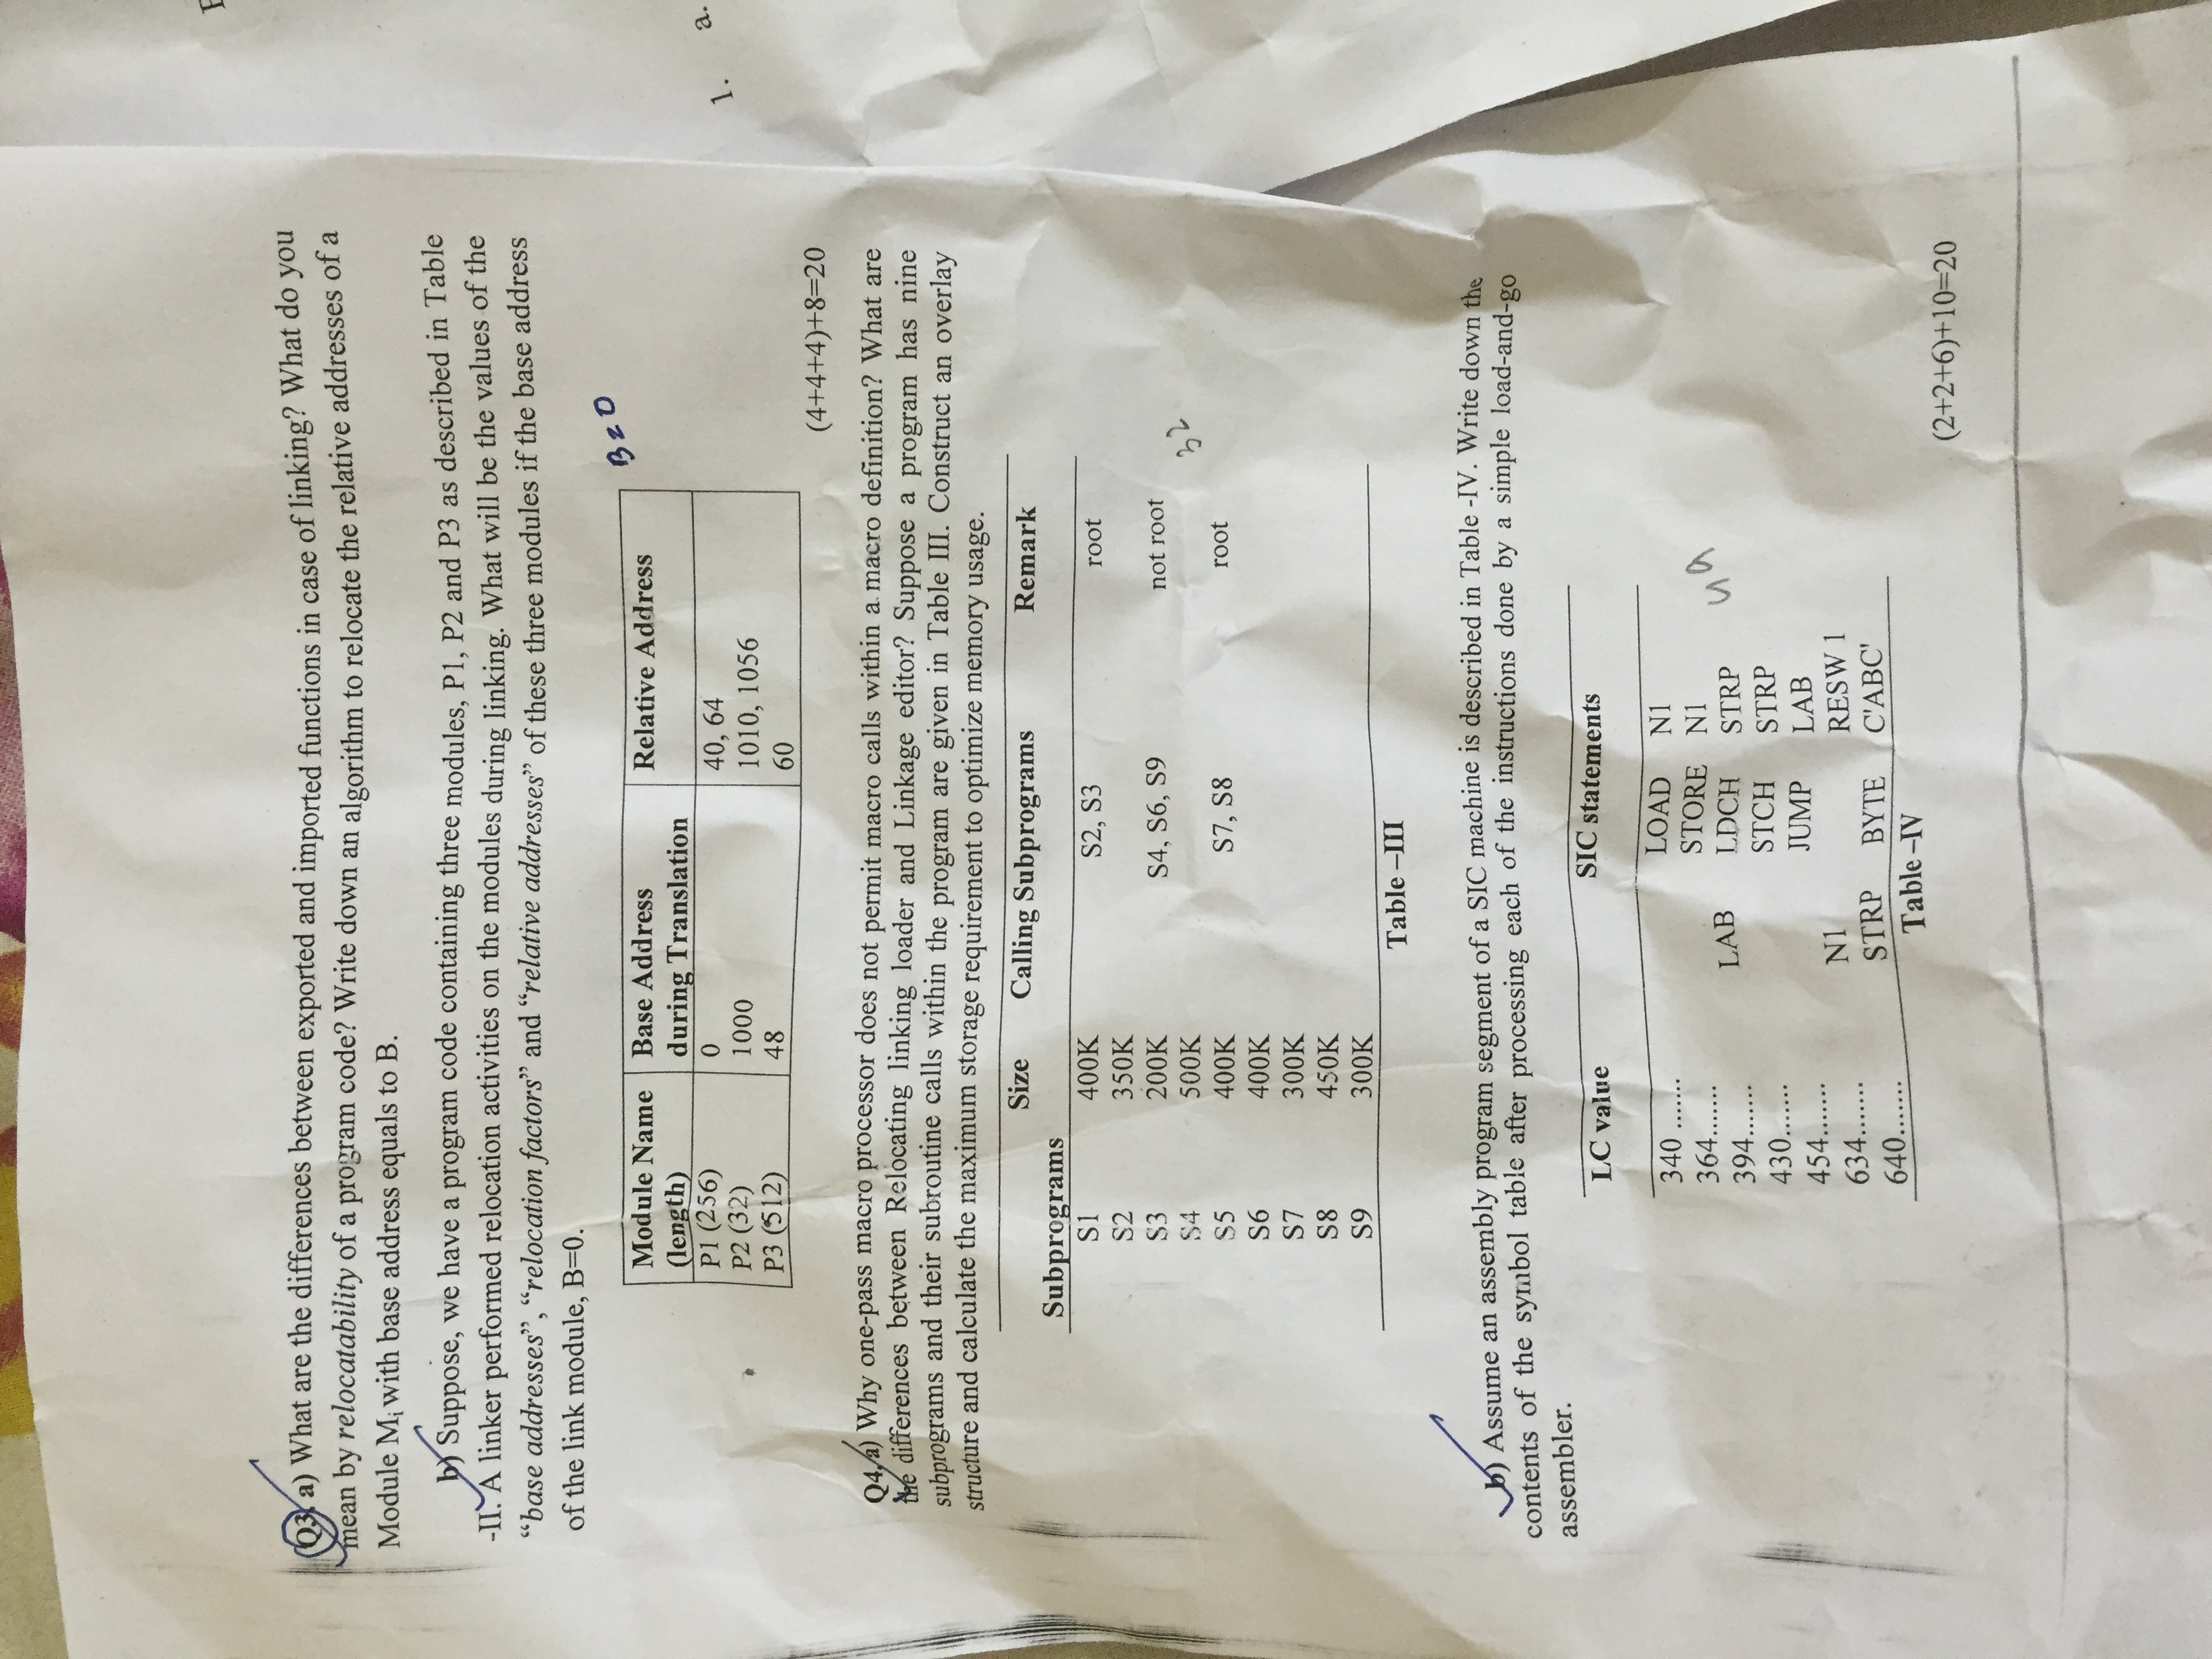 Q3. a) What are the differences between exported and imported functions in case of linking? What do you
mean by relocatability of a program code? Write down an algorithm to relocate the relative addresses of a
Module Mi with base address equals to B.
b) Suppose, we have a program code containing three modules, P1, P2 and P3 as described in Table
-II. A linker performed relocation activities on the modules during linking. What will be the values of the
“base addresses”, “relocation factors” and “relative addresses” of these three modules if the base address
of the link module, B=0.
B=0
Module Name (length) Base Address during Translation Relative Address
P1 (256) 0 40, 64
P2 (32) 1000 1010, 1056
P3 (512) 48 60
(4+4+4)+8=20
Q4. a) Why one-pass macro processor does not permit macro calls within a macro definition? What are
the differences between Relocating linking loader and Linkage editor? Suppose a program has nine
subprograms and their subroutine calls within the program are given in Table III. Construct an overlay
structure and calculate the maximum storage requirement to optimize memory usage.
Subprograms Size Calling Subprograms Remark
S1 400K S2, S3 root
S2 350K
S3 200K S4, S6, S9 not root
32
S4 500K
S5 400K S7, S8 root
S6 400K
S7 300K
S8 450K
S9 300K
Table –III
b) Assume an assembly program segment of a SIC machine is described in Table -IV. Write down the
contents of the symbol table after processing each of the instructions done by a simple load-and-go
assembler.
LC value SIC statements
340 ....... LOAD N1
364....... STORE N1
394....... LAB LDCH STRP
430....... STCH STRP
454....... JUMP LAB
634....... N1 RESW 1
640....... STRP BYTE C'ABC'
Table –IV
(2+2+6)+10=20
1. a.